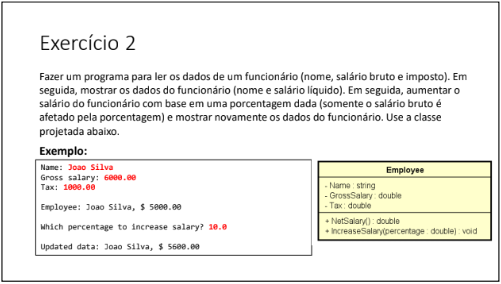 Exercício 2
Fazer um programa para ler os dados de um funcionário (nome, salário bruto e imposto). Em
seguida, mostrar os dados do funcionário (nome e salário líquido). Em seguida, aumentar o
salário do funcionário com base em uma porcentagem dada (somente o salário bruto é
afetado pela porcentagem) e mostrar novamente os dados do funcionário. Use a classe
projetada abaixo.
Exemplo:
Name: Joao Silva
Gross salary: 6000.00
Tax: 1000.00
Employee: Joao Silva, $ 5000.00
Which percentage to increase salary? 10.0
Updated data: Joao Silva, $ 5600.00
Employee
- Name : string
- GrossSalary : double
- Tax : double
+ NetSalary() : double
+ IncreaseSalary(percentage : double) : void